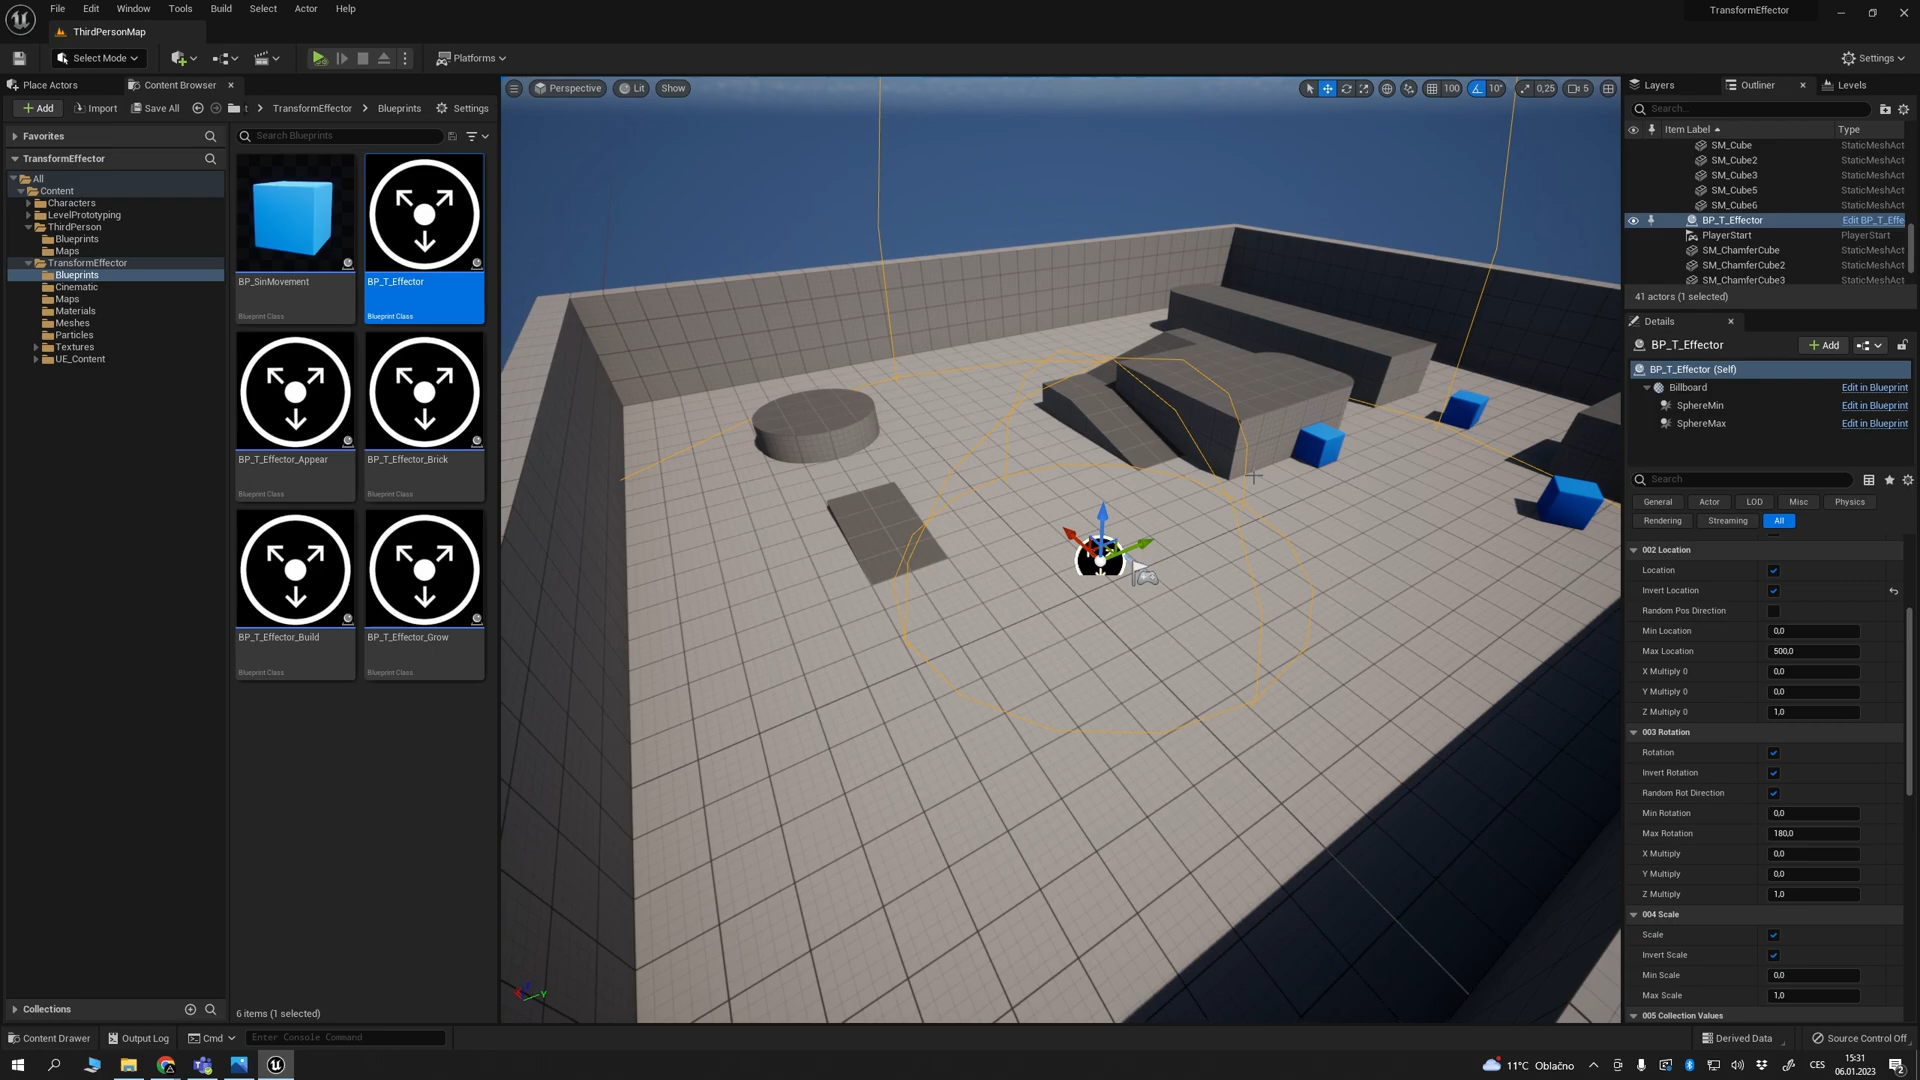 File Edit Window Tools Build Select Actor Help
TransformEffector
ThirdPersonMap
Select Mode
Platforms
Settings
Place Actors
Content Browser
Add
Import
Save All
TransformEffector
Blueprints
Settings
Favorites
Search Blueprints
TransformEffector
All
Content
Characters
LevelPrototyping
ThirdPerson
Blueprints
Maps
TransformEffector
Blueprints
Cinematic
Maps
Materials
Meshes
Particles
Textures
UE_Content
BP_SinMovement
Blueprint Class
BP_T_Effector
Blueprint Class
BP_T_Effector_Appear
Blueprint Class
BP_T_Effector_Brick
Blueprint Class
BP_T_Effector_Build
Blueprint Class
BP_T_Effector_Grow
Blueprint Class
Collections
6 items (1 selected)
Perspective
Lit
Show
100
10°
0,25
5
Y
Layers
Outliner
Levels
Search...
Item Label
Type
SM_Cube StaticMeshAct
SM_Cube2 StaticMeshAct
SM_Cube3 StaticMeshAct
SM_Cube5 StaticMeshAct
SM_Cube6 StaticMeshAct
BP_T_Effector Edit BP_T_Effe
PlayerStart PlayerStart
SM_ChamferCube StaticMeshAct
SM_ChamferCube2 StaticMeshAct
SM_ChamferCube3 StaticMeshAct
41 actors (1 selected)
Details
BP_T_Effector
Add
BP_T_Effector (Self)
Billboard Edit in Blueprint
SphereMin Edit in Blueprint
SphereMax Edit in Blueprint
Search
General Actor LOD Misc Physics
Rendering Streaming All
002 Location
Location
Invert Location
Random Pos Direction
Min Location 0,0
Max Location 500,0
X Multiply 0 0,0
Y Multiply 0 0,0
Z Multiply 0 1,0
003 Rotation
Rotation
Invert Rotation
Random Rot Direction
Min Rotation 0,0
Max Rotation 180,0
X Multiply 0,0
Y Multiply 0,0
Z Multiply 1,0
004 Scale
Scale
Invert Scale
Min Scale 0,0
Max Scale 1,0
005 Collection Values
Content Drawer
Output Log
Cmd
Enter Console Command
Derived Data
Source Control Off
11°C Oblačno
CES
15:31
06.01.2023
2